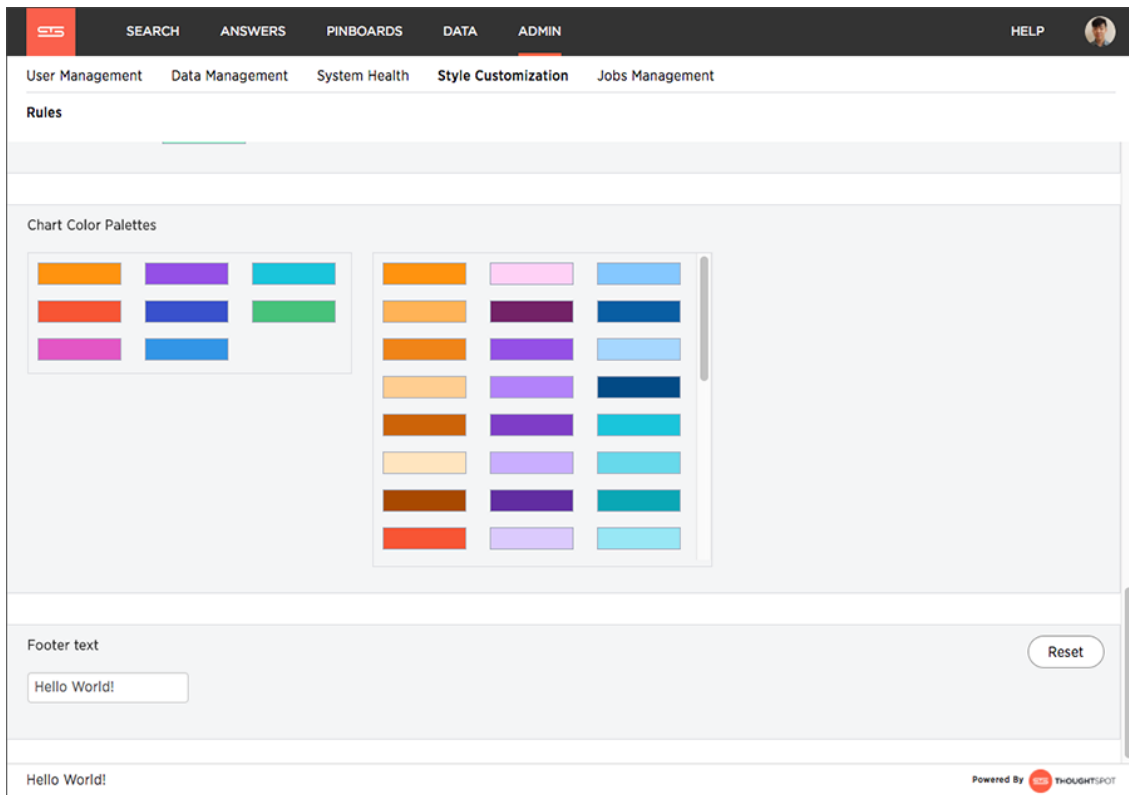 SEARCH ANSWERS PINBOARDS DATA ADMIN HELP
User Management Data Management System Health Style Customization Jobs Management
Rules
Chart Color Palettes
Footer text
Reset
Hello World!
Hello World!
Powered By THOUGHTSPOT